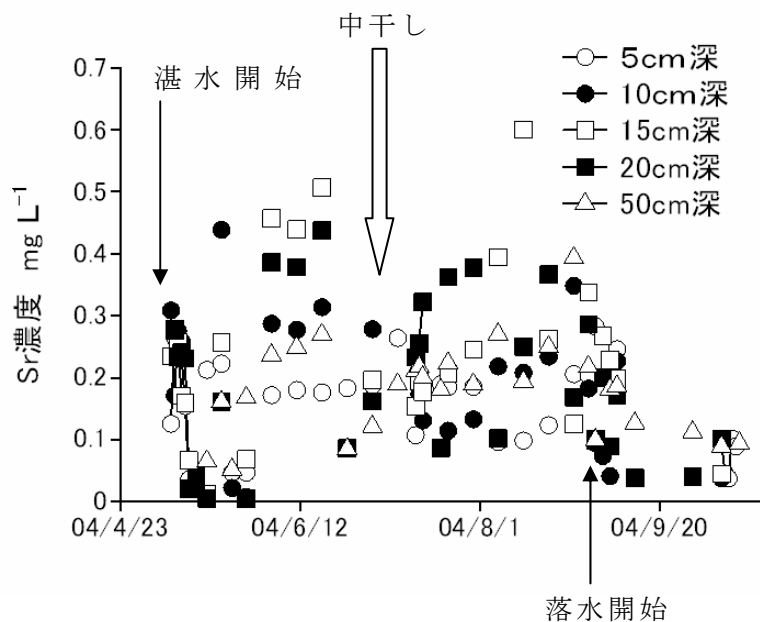 中干し
湛水開始
5cm深
10cm深
15cm深
20cm深
50cm深
Sr濃度 mg L⁻¹
0.7
0.6
0.5
0.4
0.3
0.2
0.1
0
04/4/23 04/6/12 04/8/1 04/9/20
落水開始